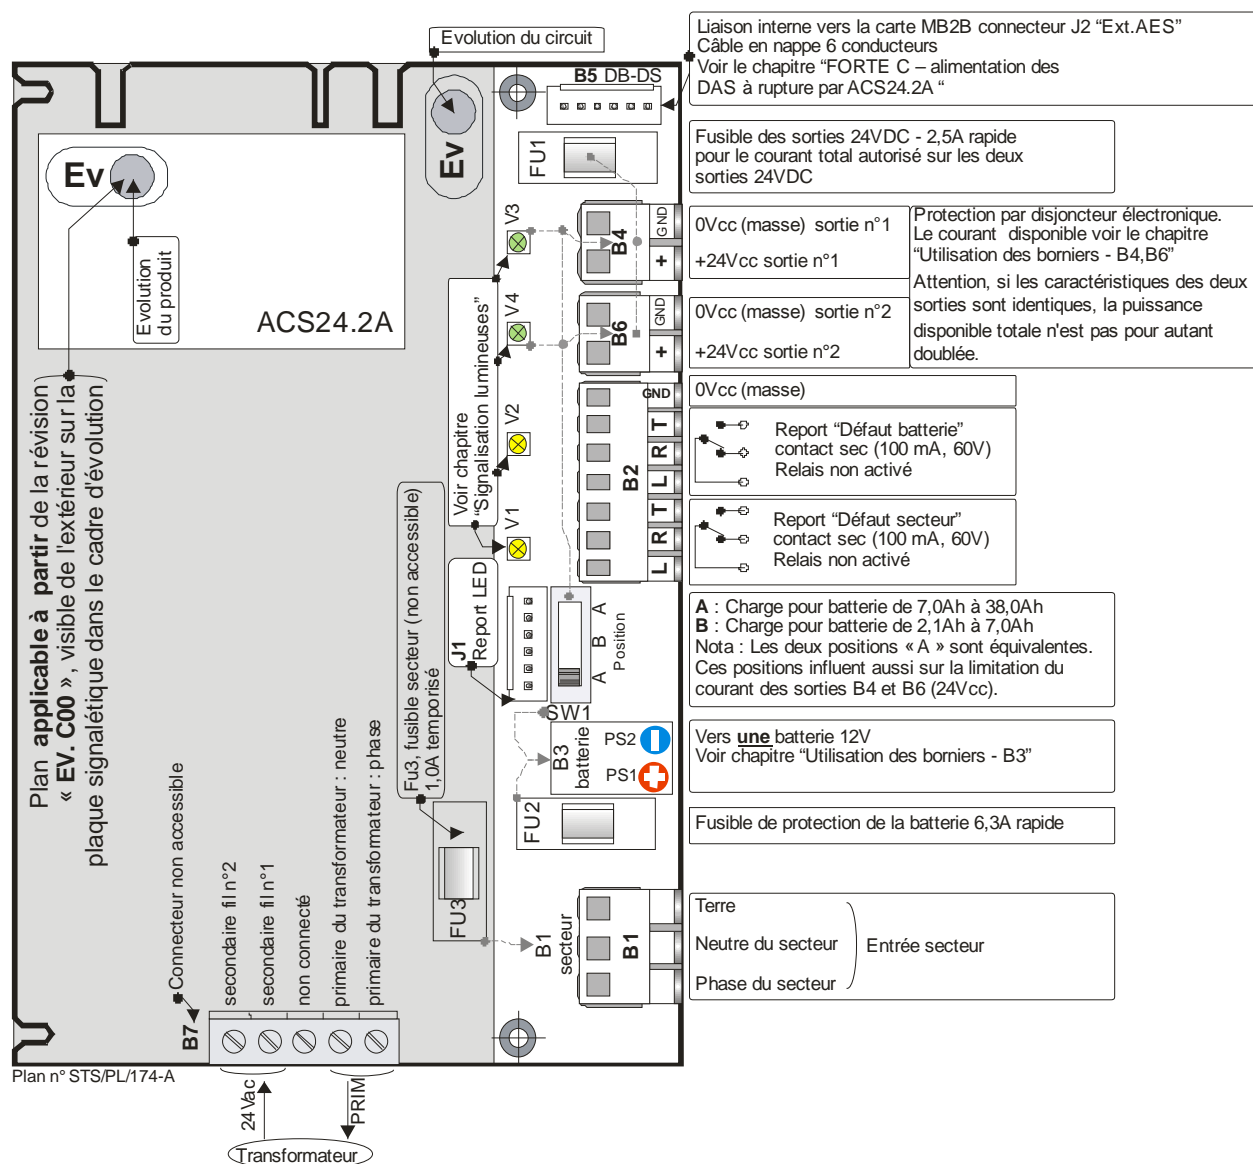 Evolution du circuit
Liaison interne vers la carte MB2B connecteur J2 “Ext.AES”
Câble en nappe 6 conducteurs
Voir le chapitre “FORTE C – alimentation des
DAS à rupture par ACS24.2A “
B5 DB-DS
Ev
Ev
FU1
Fusible des sorties 24VDC - 2,5A rapide
pour le courant total autorisé sur les deux
sorties 24VDC
Evolution
du produit
ACS24.2A
V3
B4
GND
+
0Vcc (masse) sortie n°1
+24Vcc sortie n°1
Protection par disjoncteur électronique.
Le courant disponible voir le chapitre
“Utilisation des borniers - B4,B6”
Attention, si les caractéristiques des deux
sorties sont identiques, la puissance
disponible totale n'est pas pour autant
doublée.
V4
B6
GND
+
0Vcc (masse) sortie n°2
+24Vcc sortie n°2
Plan applicable à partir de la révision
« EV. C00 », visible de l'extérieur sur la
plaque signalétique dans le cadre d'évolution
Voir chapitre
“Signalisation lumineuses”
V2
V1
B2
GND
T
R
L
T
R
L
0Vcc (masse)
Report “Défaut batterie”
contact sec (100 mA, 60V)
Relais non activé
Report “Défaut secteur”
contact sec (100 mA, 60V)
Relais non activé
Fu3, fusible secteur (non accessible)
1,0A temporisé
J1
Report LED
A
B
A
Position
SW1
A : Charge pour batterie de 7,0Ah à 38,0Ah
B : Charge pour batterie de 2,1Ah à 7,0Ah
Nota : Les deux positions « A » sont équivalentes.
Ces positions influent aussi sur la limitation du
courant des sorties B4 et B6 (24Vcc).
B3
batterie
PS2
PS1
Vers une batterie 12V
Voir chapitre “Utilisation des borniers - B3”
FU2
Fusible de protection de la batterie 6,3A rapide
FU3
B1
secteur
B1
Terre
Neutre du secteur
Phase du secteur
Entrée secteur
Connecteur non accessible
B7
secondaire fil n°2
secondaire fil n°1
non connecté
primaire du transformateur : neutre
primaire du transformateur : phase
Plan n° STS/PL/174-A
24Vac
PRIM
Transformateur